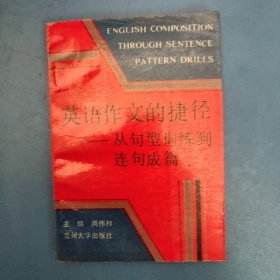 ENGLISH COMPOSITION
THROUGH SENTENCE
PATTERN DRILLS
英语作文的捷径
——从句型训练到
连句成篇
主编 周伟和
兰州大学出版社